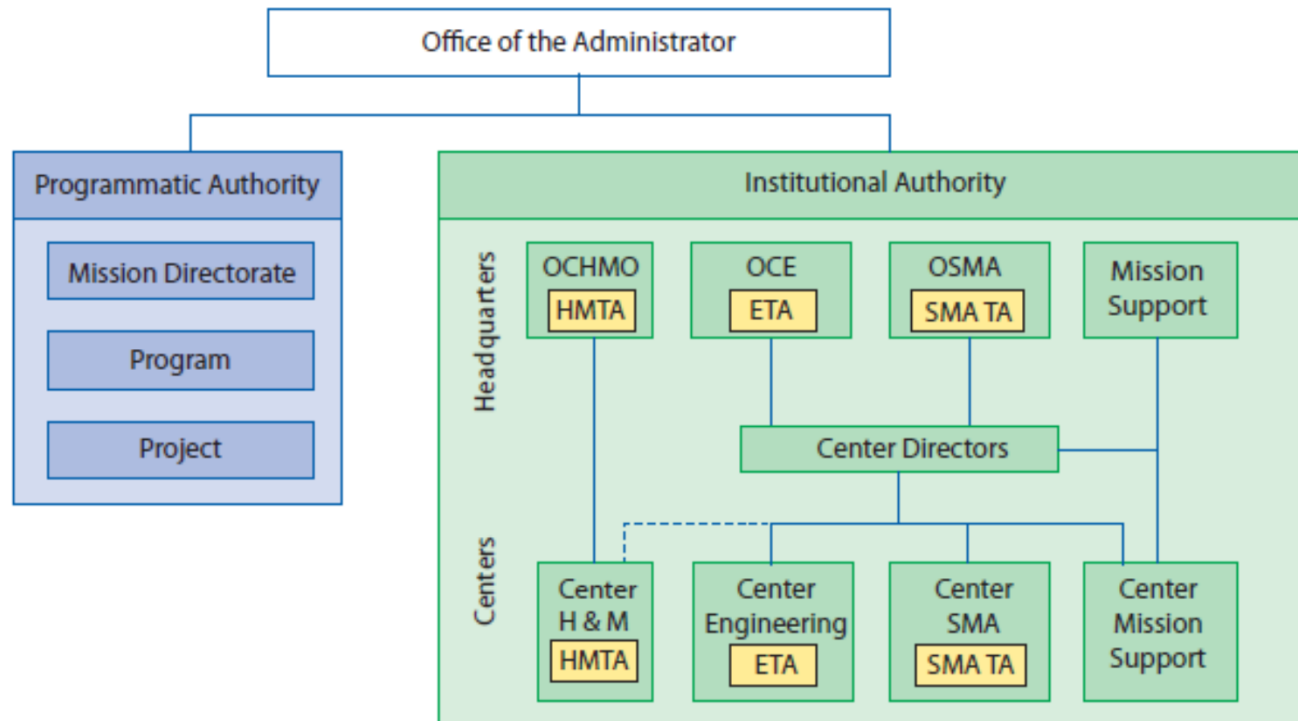 Office of the Administrator
Programmatic Authority
Mission Directorate
Program
Project
Institutional Authority
Headquarters
OCHMO
HMTA
OCE
ETA
OSMA
SMA TA
Mission
Support
Center Directors
Centers
Center
H & M
HMTA
Center
Engineering
ETA
Center
SMA
SMA TA
Center
Mission
Support